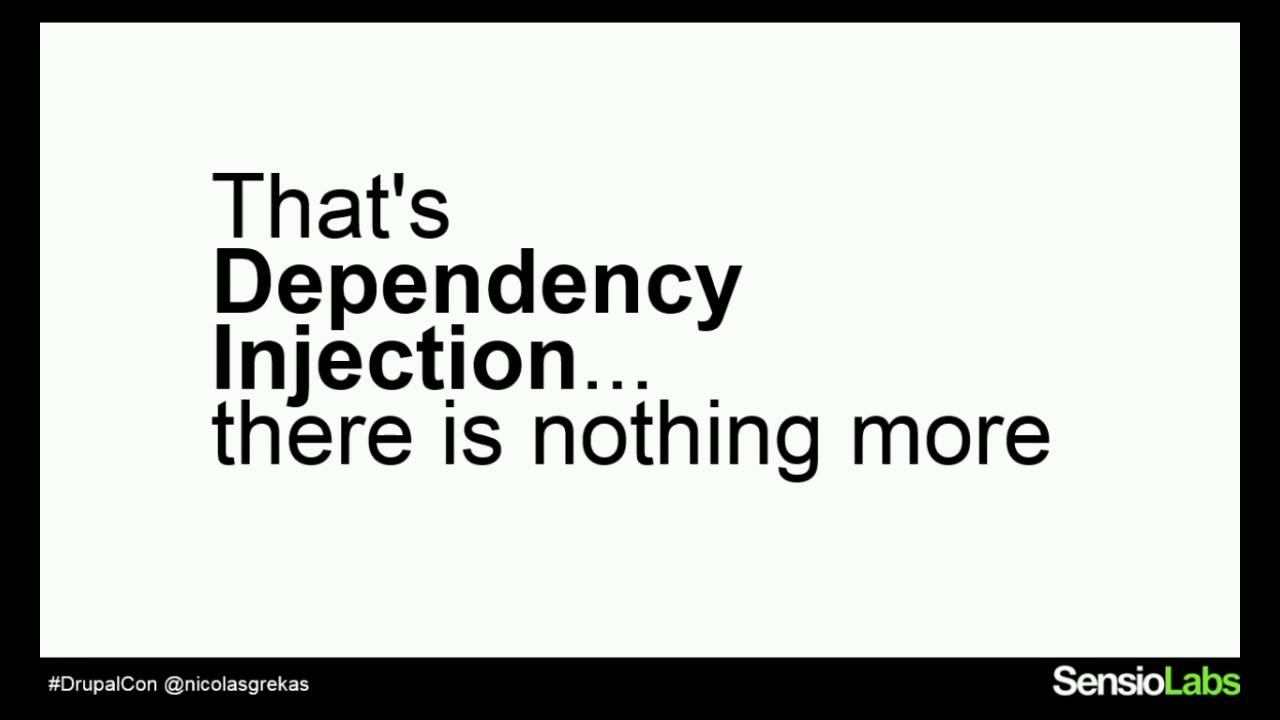 That's
Dependency
Injection...
there is nothing more
#DrupalCon @nicolasgrekas
SensioLabs